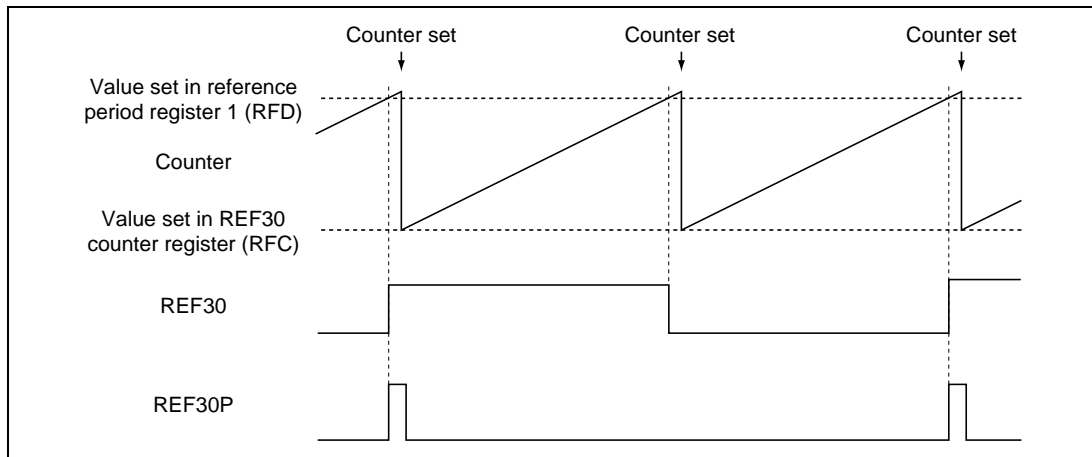 Counter set Counter set Counter set
Value set in reference
period register 1 (RFD)
Counter
Value set in REF30
counter register (RFC)
REF30
REF30P